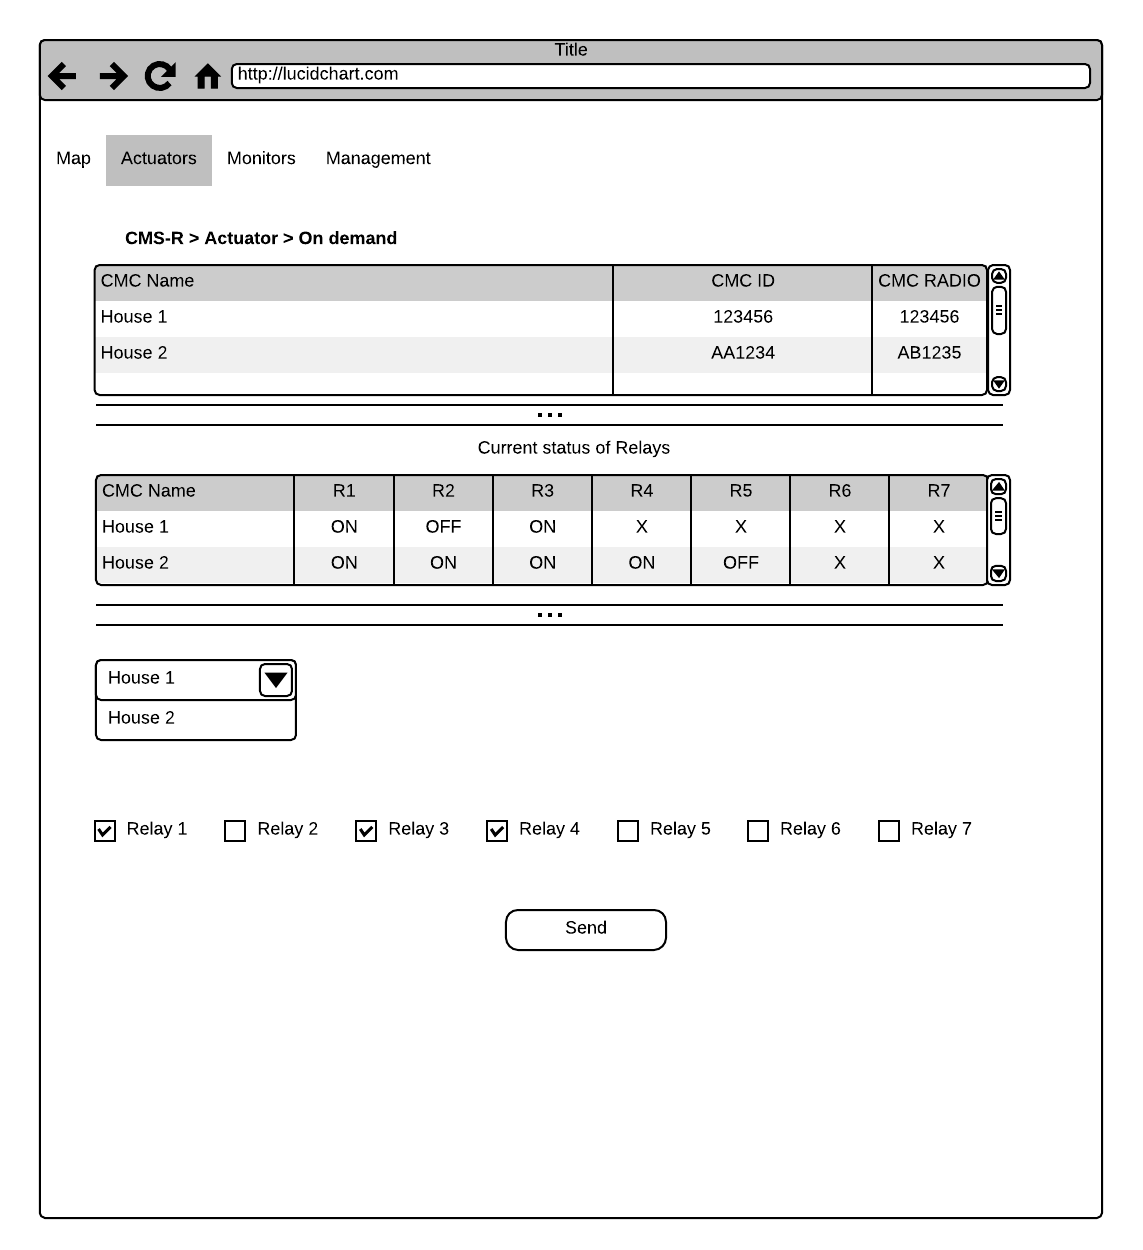 Title
http://lucidchart.com
Map Actuators Monitors Management
CMS-R > Actuator > On demand
CMC Name CMC ID CMC RADIO
House 1 123456 123456
House 2 AA1234 AB1235
...
Current status of Relays
CMC Name R1 R2 R3 R4 R5 R6 R7
House 1 ON OFF ON X X X X
House 2 ON ON ON ON OFF X X
...
House 1
House 2
Relay 1 Relay 2 Relay 3 Relay 4 Relay 5 Relay 6 Relay 7
Send